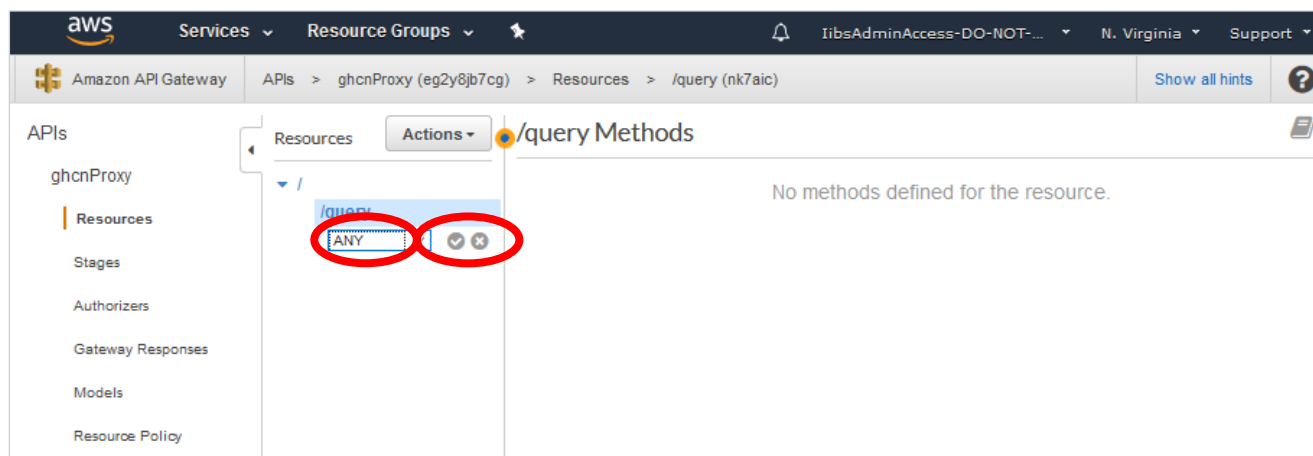 aws Services Resource Groups IibsAdminAccess-DO-NOT-... N. Virginia Support
Amazon API Gateway APIs > ghcnProxy (eg2y8jb7cg) > Resources > /query (nk7aic) Show all hints ?
APIs Resources Actions /query Methods
ghcnProxy / No methods defined for the resource.
Resources /query
ANY
Stages
Authorizers
Gateway Responses
Models
Resource Policy